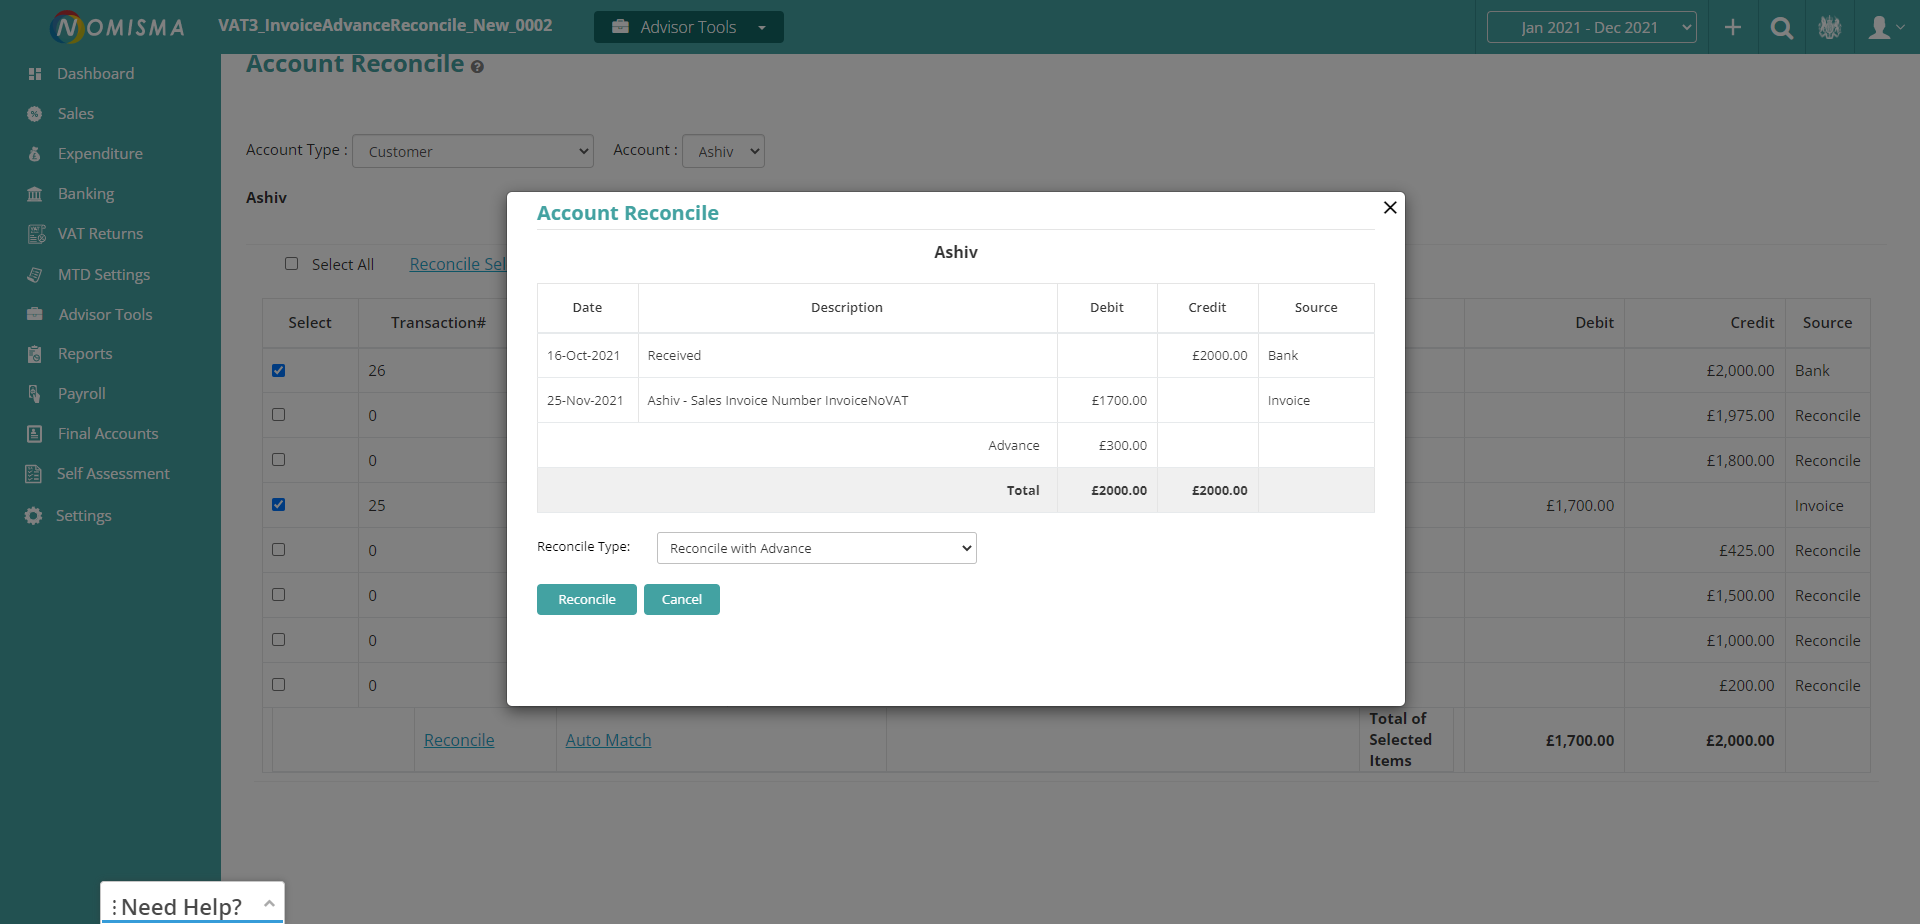 NOMISMA
VAT3_InvoiceAdvanceReconcile_New_0002
Advisor Tools
Jan 2021 - Dec 2021
Dashboard
Sales
Expenditure
Banking
VAT Returns
MTD Settings
Advisor Tools
Reports
Payroll
Final Accounts
Self Assessment
Settings
Account Reconcile
Account Type : Customer Account : Ashiv
Ashiv
Select All Reconcile Sel
Select Transaction# Debit Credit Source
26 £2,000.00 Bank
0 £1,975.00 Reconcile
0 £1,800.00 Reconcile
25 £1,700.00 Invoice
0 £425.00 Reconcile
0 £1,500.00 Reconcile
0 £1,000.00 Reconcile
0 £200.00 Reconcile
Reconcile Auto Match Total of Selected Items £1,700.00 £2,000.00
Account Reconcile
Ashiv
Date Description Debit Credit Source
16-Oct-2021 Received £2000.00 Bank
25-Nov-2021 Ashiv - Sales Invoice Number InvoiceNoVAT £1700.00 Invoice
Advance £300.00
Total £2000.00 £2000.00
Reconcile Type: Reconcile with Advance
Reconcile Cancel
Need Help?